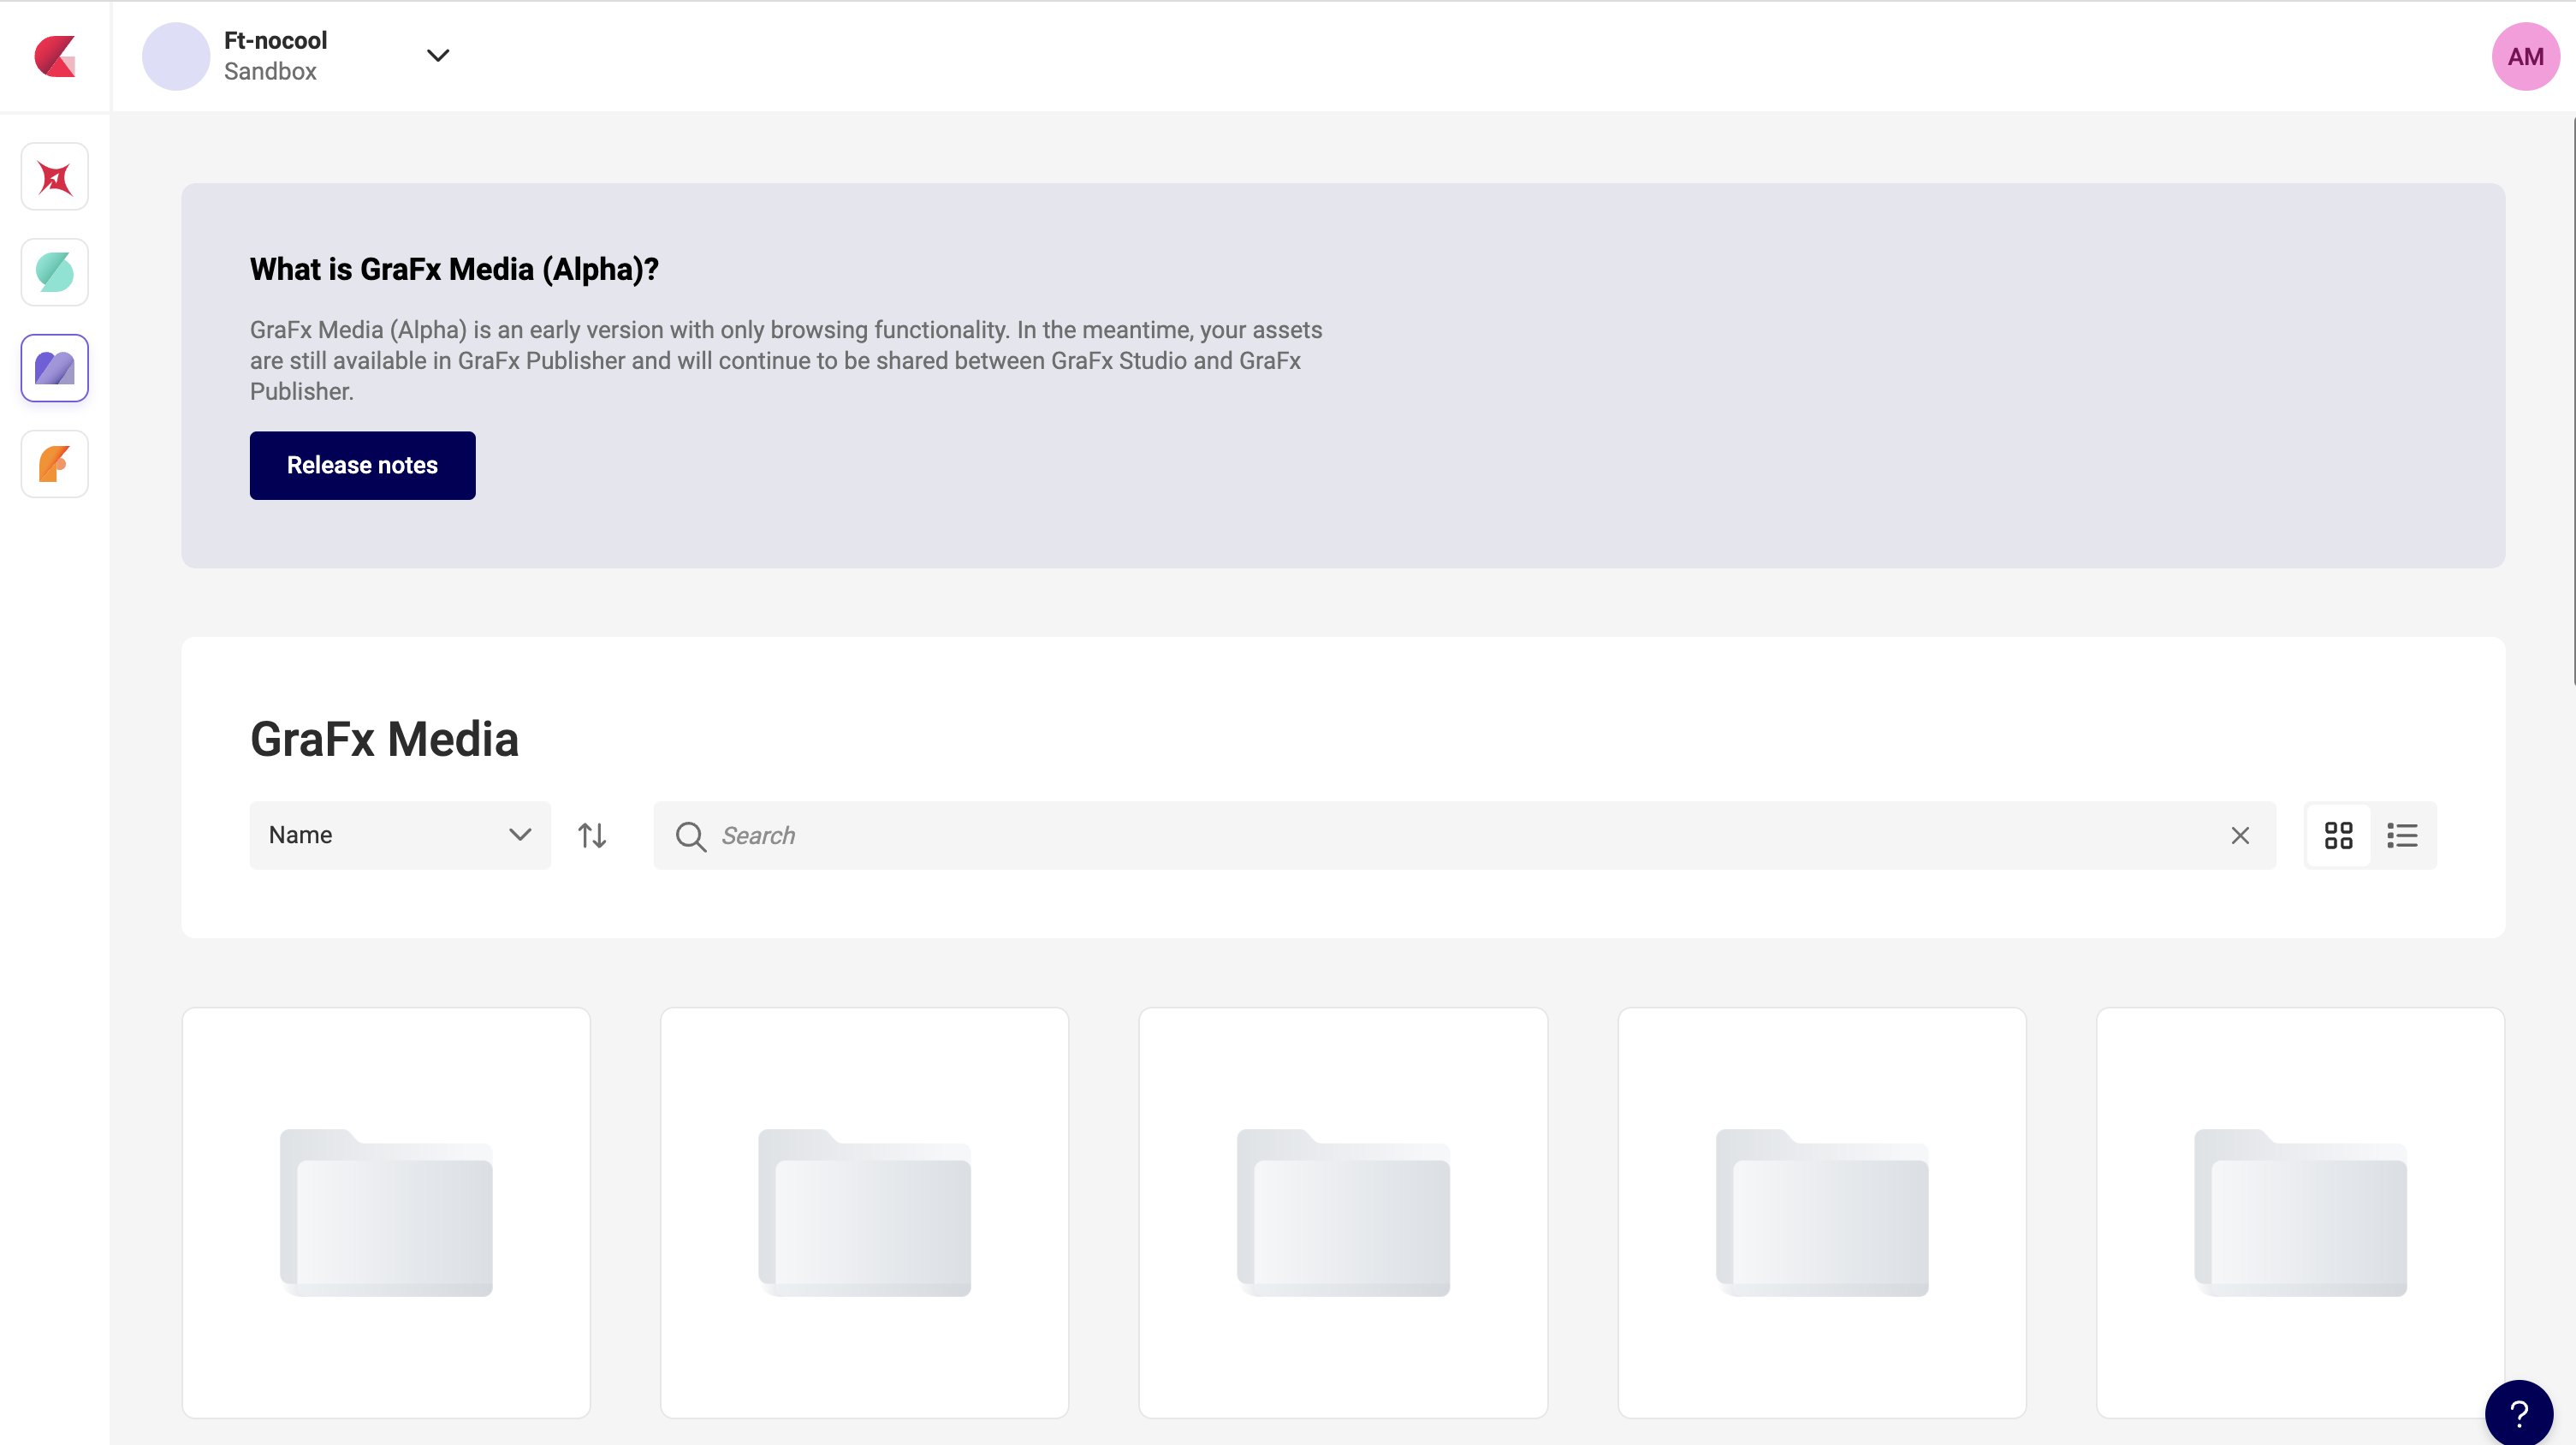 Ft-nocool
Sandbox
AM
What is GraFx Media (Alpha)?
GraFx Media (Alpha) is an early version with only browsing functionality. In the meantime, your assets
are still available in GraFx Publisher and will continue to be shared between GraFx Studio and GraFx
Publisher.
Release notes
GraFx Media
Name
Search
?